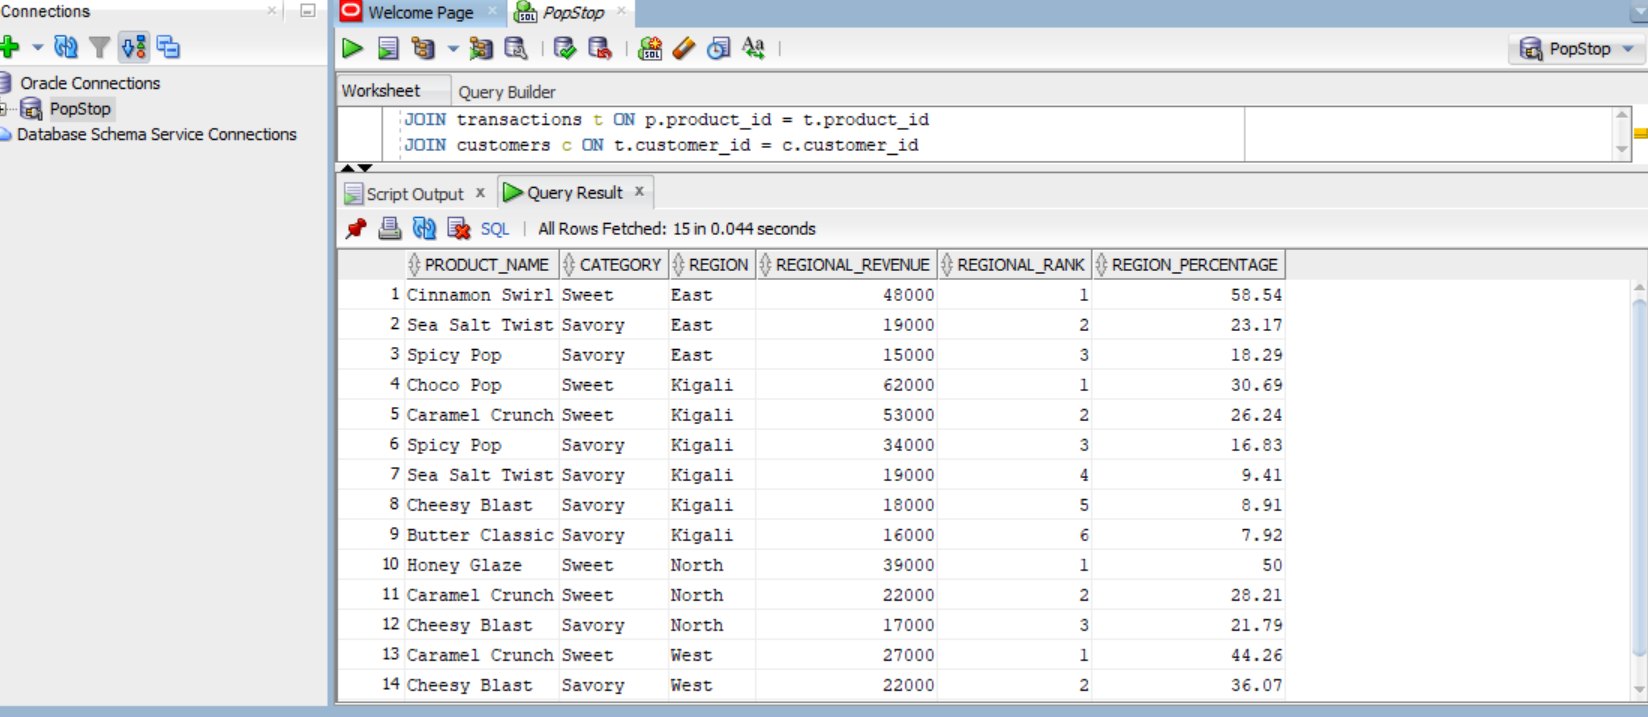 Connections
Welcome Page
PopStop
PopStop
Oracle Connections
PopStop
Database Schema Service Connections
Worksheet
Query Builder
JOIN transactions t ON p.product_id = t.product_id
JOIN customers c ON t.customer_id = c.customer_id
Script Output x
Query Result x
SQL | All Rows Fetched: 15 in 0.044 seconds
PRODUCT_NAME CATEGORY REGION REGIONAL_REVENUE REGIONAL_RANK REGION_PERCENTAGE
1 Cinnamon Swirl Sweet East 48000 1 58.54
2 Sea Salt Twist Savory East 19000 2 23.17
3 Spicy Pop Savory East 15000 3 18.29
4 Choco Pop Sweet Kigali 62000 1 30.69
5 Caramel Crunch Sweet Kigali 53000 2 26.24
6 Spicy Pop Savory Kigali 34000 3 16.83
7 Sea Salt Twist Savory Kigali 19000 4 9.41
8 Cheesy Blast Savory Kigali 18000 5 8.91
9 Butter Classic Savory Kigali 16000 6 7.92
10 Honey Glaze Sweet North 39000 1 50
11 Caramel Crunch Sweet North 22000 2 28.21
12 Cheesy Blast Savory North 17000 3 21.79
13 Caramel Crunch Sweet West 27000 1 44.26
14 Cheesy Blast Savory West 22000 2 36.07